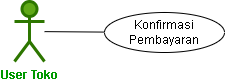 Konfirmasi
Pembayaran
User Toko